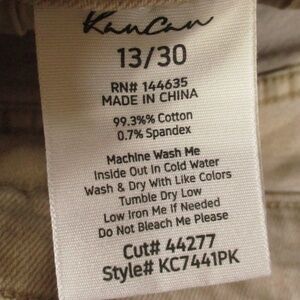 KanCan
13/30
RN# 144635
MADE IN CHINA
99.3%% Cotton
0.7% Spandex
Machine Wash Me
Inside Out In Cold Water
Wash & Dry With Like Colors
Tumble Dry Low
Low Iron Me If Needed
Do Not Bleach Me Please
Cut# 44277
Style# KC7441PK